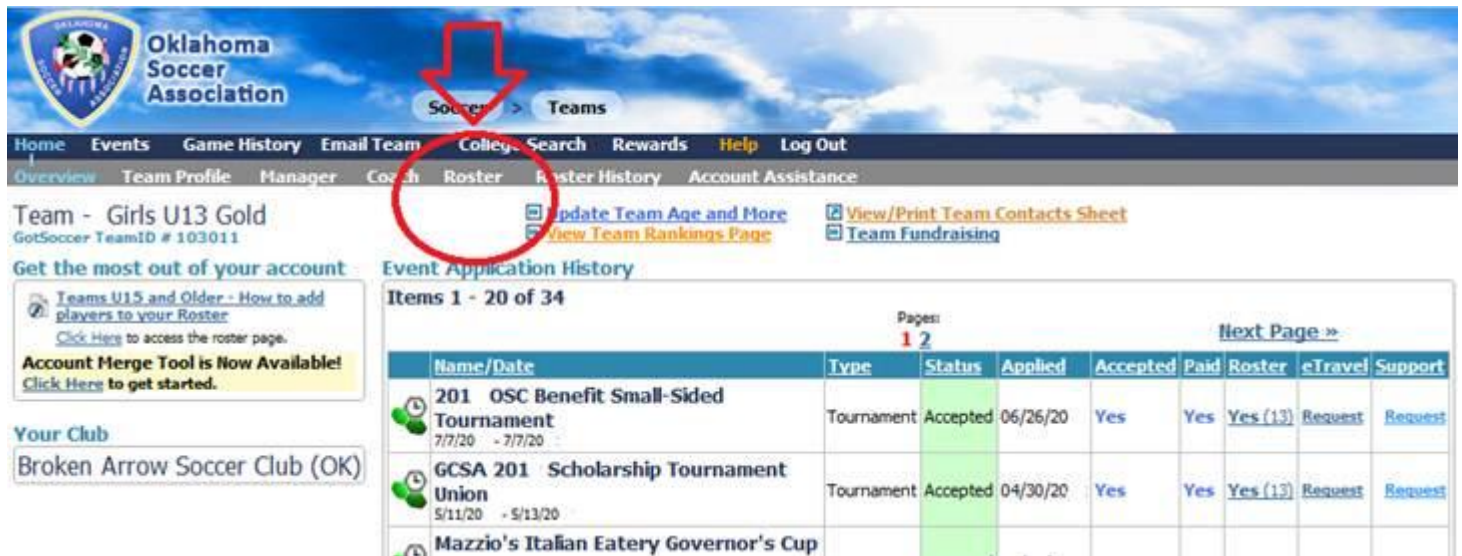 Oklahoma
Soccer
Association
Soccer > Teams
Home Events Game History Email Team College Search Rewards Help Log Out
Overview Team Profile Manager Coach Roster Roster History Account Assistance
Team - Girls U13 Gold
GotSoccer TeamID # 103011
Update Team Age and More
View/Print Team Contacts Sheet
View Team Rankings Page
Team Fundraising
Get the most out of your account
Teams U15 and Older - How to add
players to your Roster
Click Here to access the roster page.
Account Merge Tool is Now Available!
Click Here to get started.
Your Club
Broken Arrow Soccer Club (OK)
Event Application History
Items 1 - 20 of 34
Pages:
1 2
Next Page »
Name/Date Type Status Applied Accepted Paid Roster eTravel Support
201 OSC Benefit Small-Sided
Tournament
7/7/20 - 7/7/20
Tournament Accepted 06/26/20 Yes Yes Yes (13) Request Request
GCSA 201 Scholarship Tournament
Union
5/11/20 - 5/13/20
Tournament Accepted 04/30/20 Yes Yes Yes (13) Request Request
Mazzio's Italian Eatery Governor's Cup